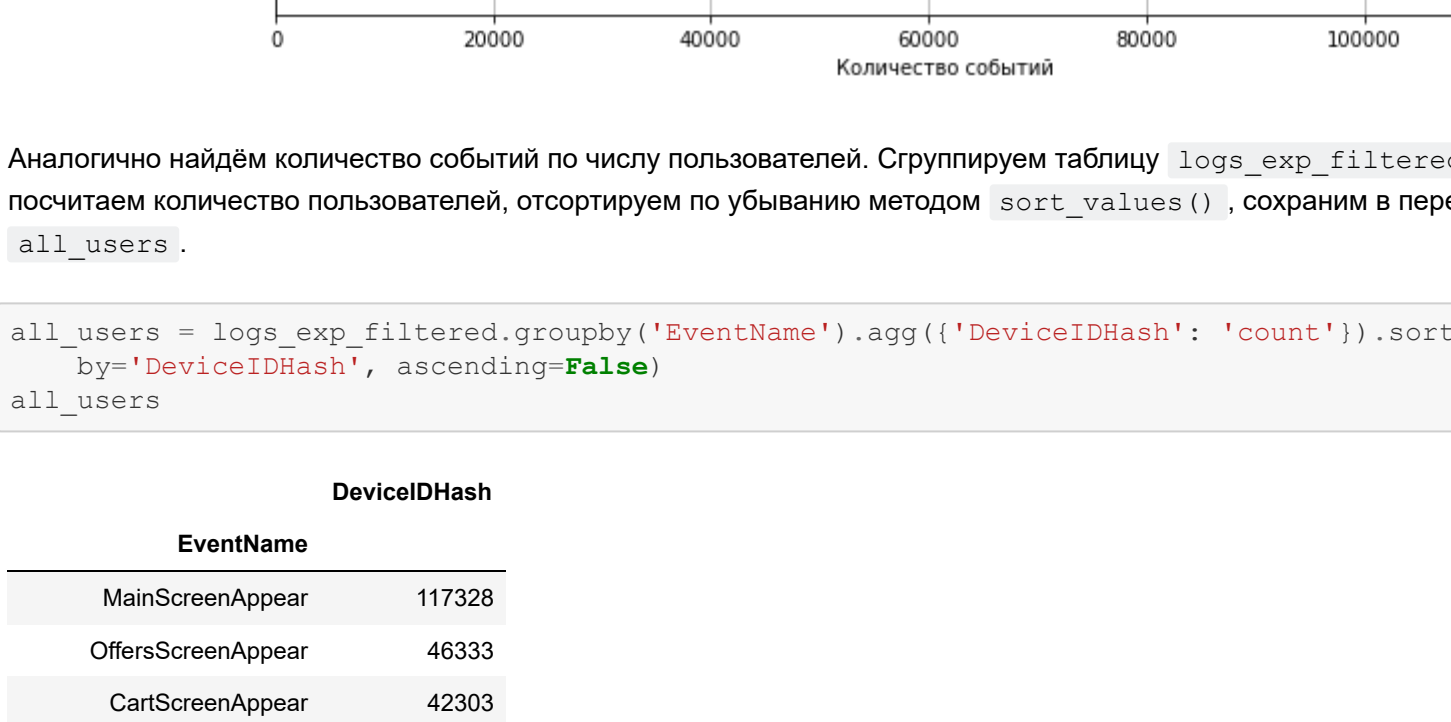 0 20000 40000 60000 80000 100000
Количество событий
Аналогично найдём количество событий по числу пользователей. Сгруппируем таблицу logs_exp_filtered
посчитаем количество пользователей, отсортируем по убыванию методом sort_values() , сохраним в пере
all_users .
all_users = logs_exp_filtered.groupby('EventName').agg({'DeviceIDHash': 'count'}).sort
by='DeviceIDHash', ascending=False)
all_users
DeviceIDHash
EventName
MainScreenAppear 117328
OffersScreenAppear 46333
CartScreenAppear 42303